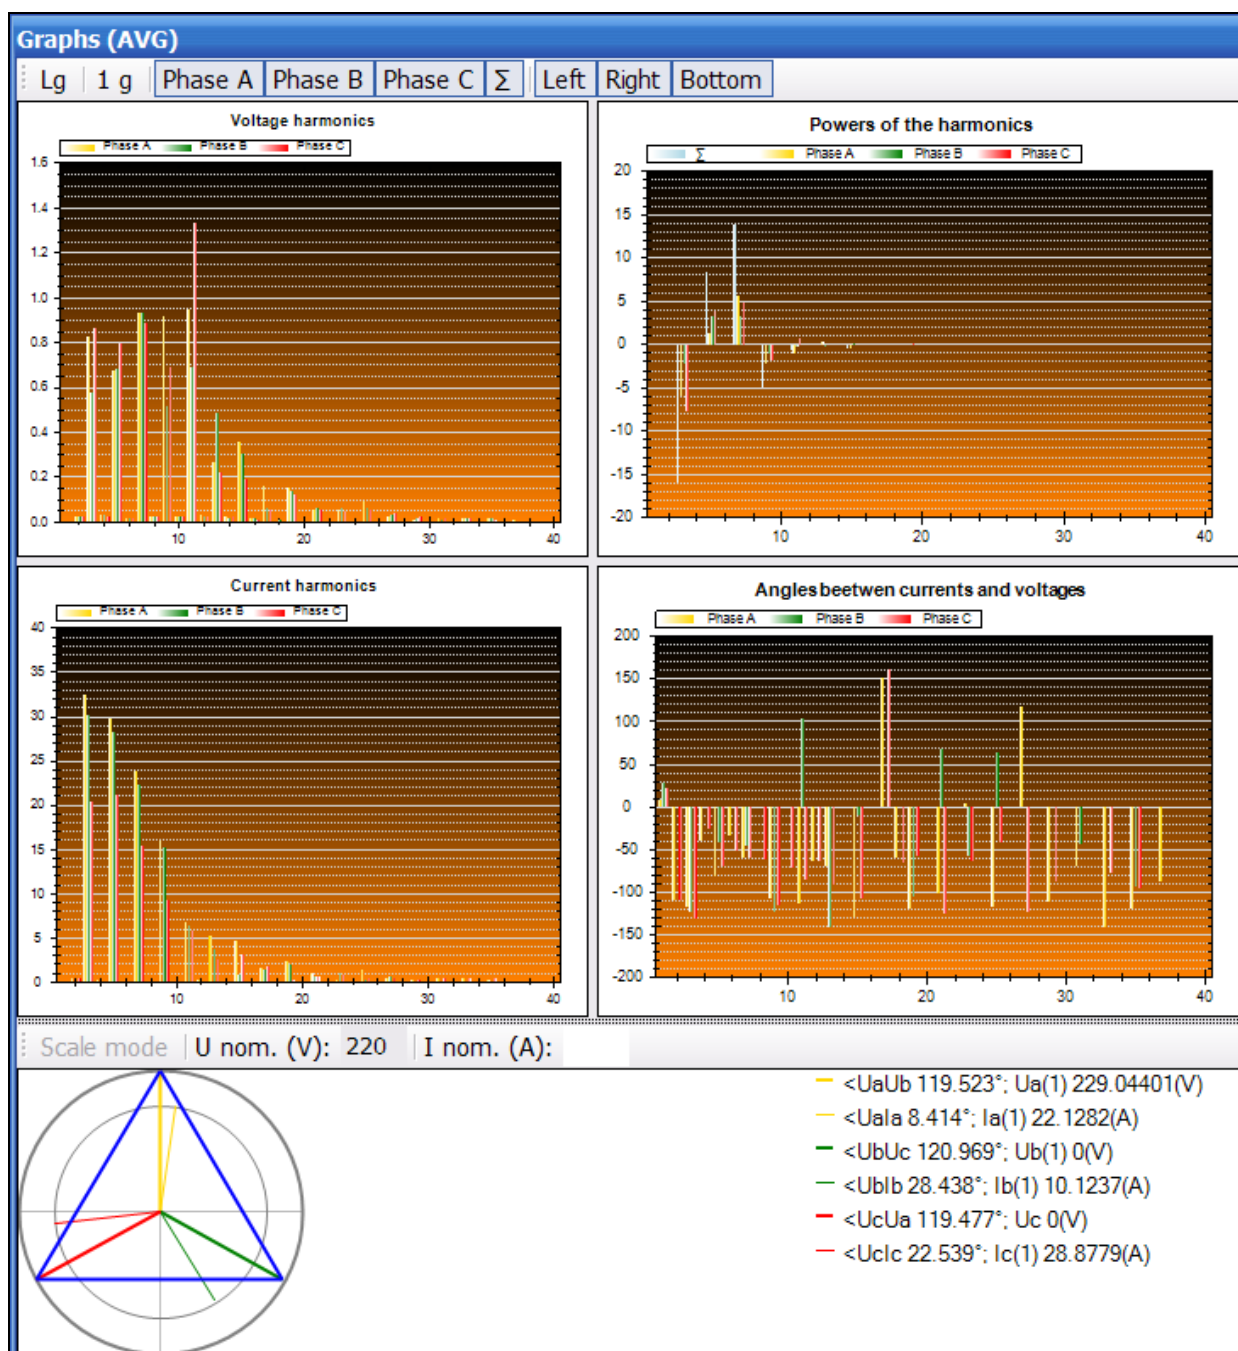 Graphs (AVG)
Lg 1 g Phase A Phase B Phase C Σ Left Right Bottom
Voltage harmonics
Phase A Phase B Phase C
1.6
1.4
1.2
1.0
0.8
0.6
0.4
0.2
0.0
10 20 30 40
Powers of the harmonics
Σ Phase A Phase B Phase C
20
15
10
5
0
-5
-10
-15
-20
10 20 30 40
Current harmonics
Phase A Phase B Phase C
40
35
30
25
20
15
10
5
0
10 20 30 40
Angles beetwen currents and voltages
Phase A Phase B Phase C
200
150
100
50
0
-50
-100
-150
-200
10 20 30 40
Scale mode U nom. (V): 220 I nom. (A):
<UaUb 119.523°; Ua(1) 229.04401(V)
<UaIa 8.414°; Ia(1) 22.1282(A)
<UbUc 120.969°; Ub(1) 0(V)
<UbIb 28.438°; Ib(1) 10.1237(A)
<UcUa 119.477°; Uc 0(V)
<UcIc 22.539°; Ic(1) 28.8779(A)